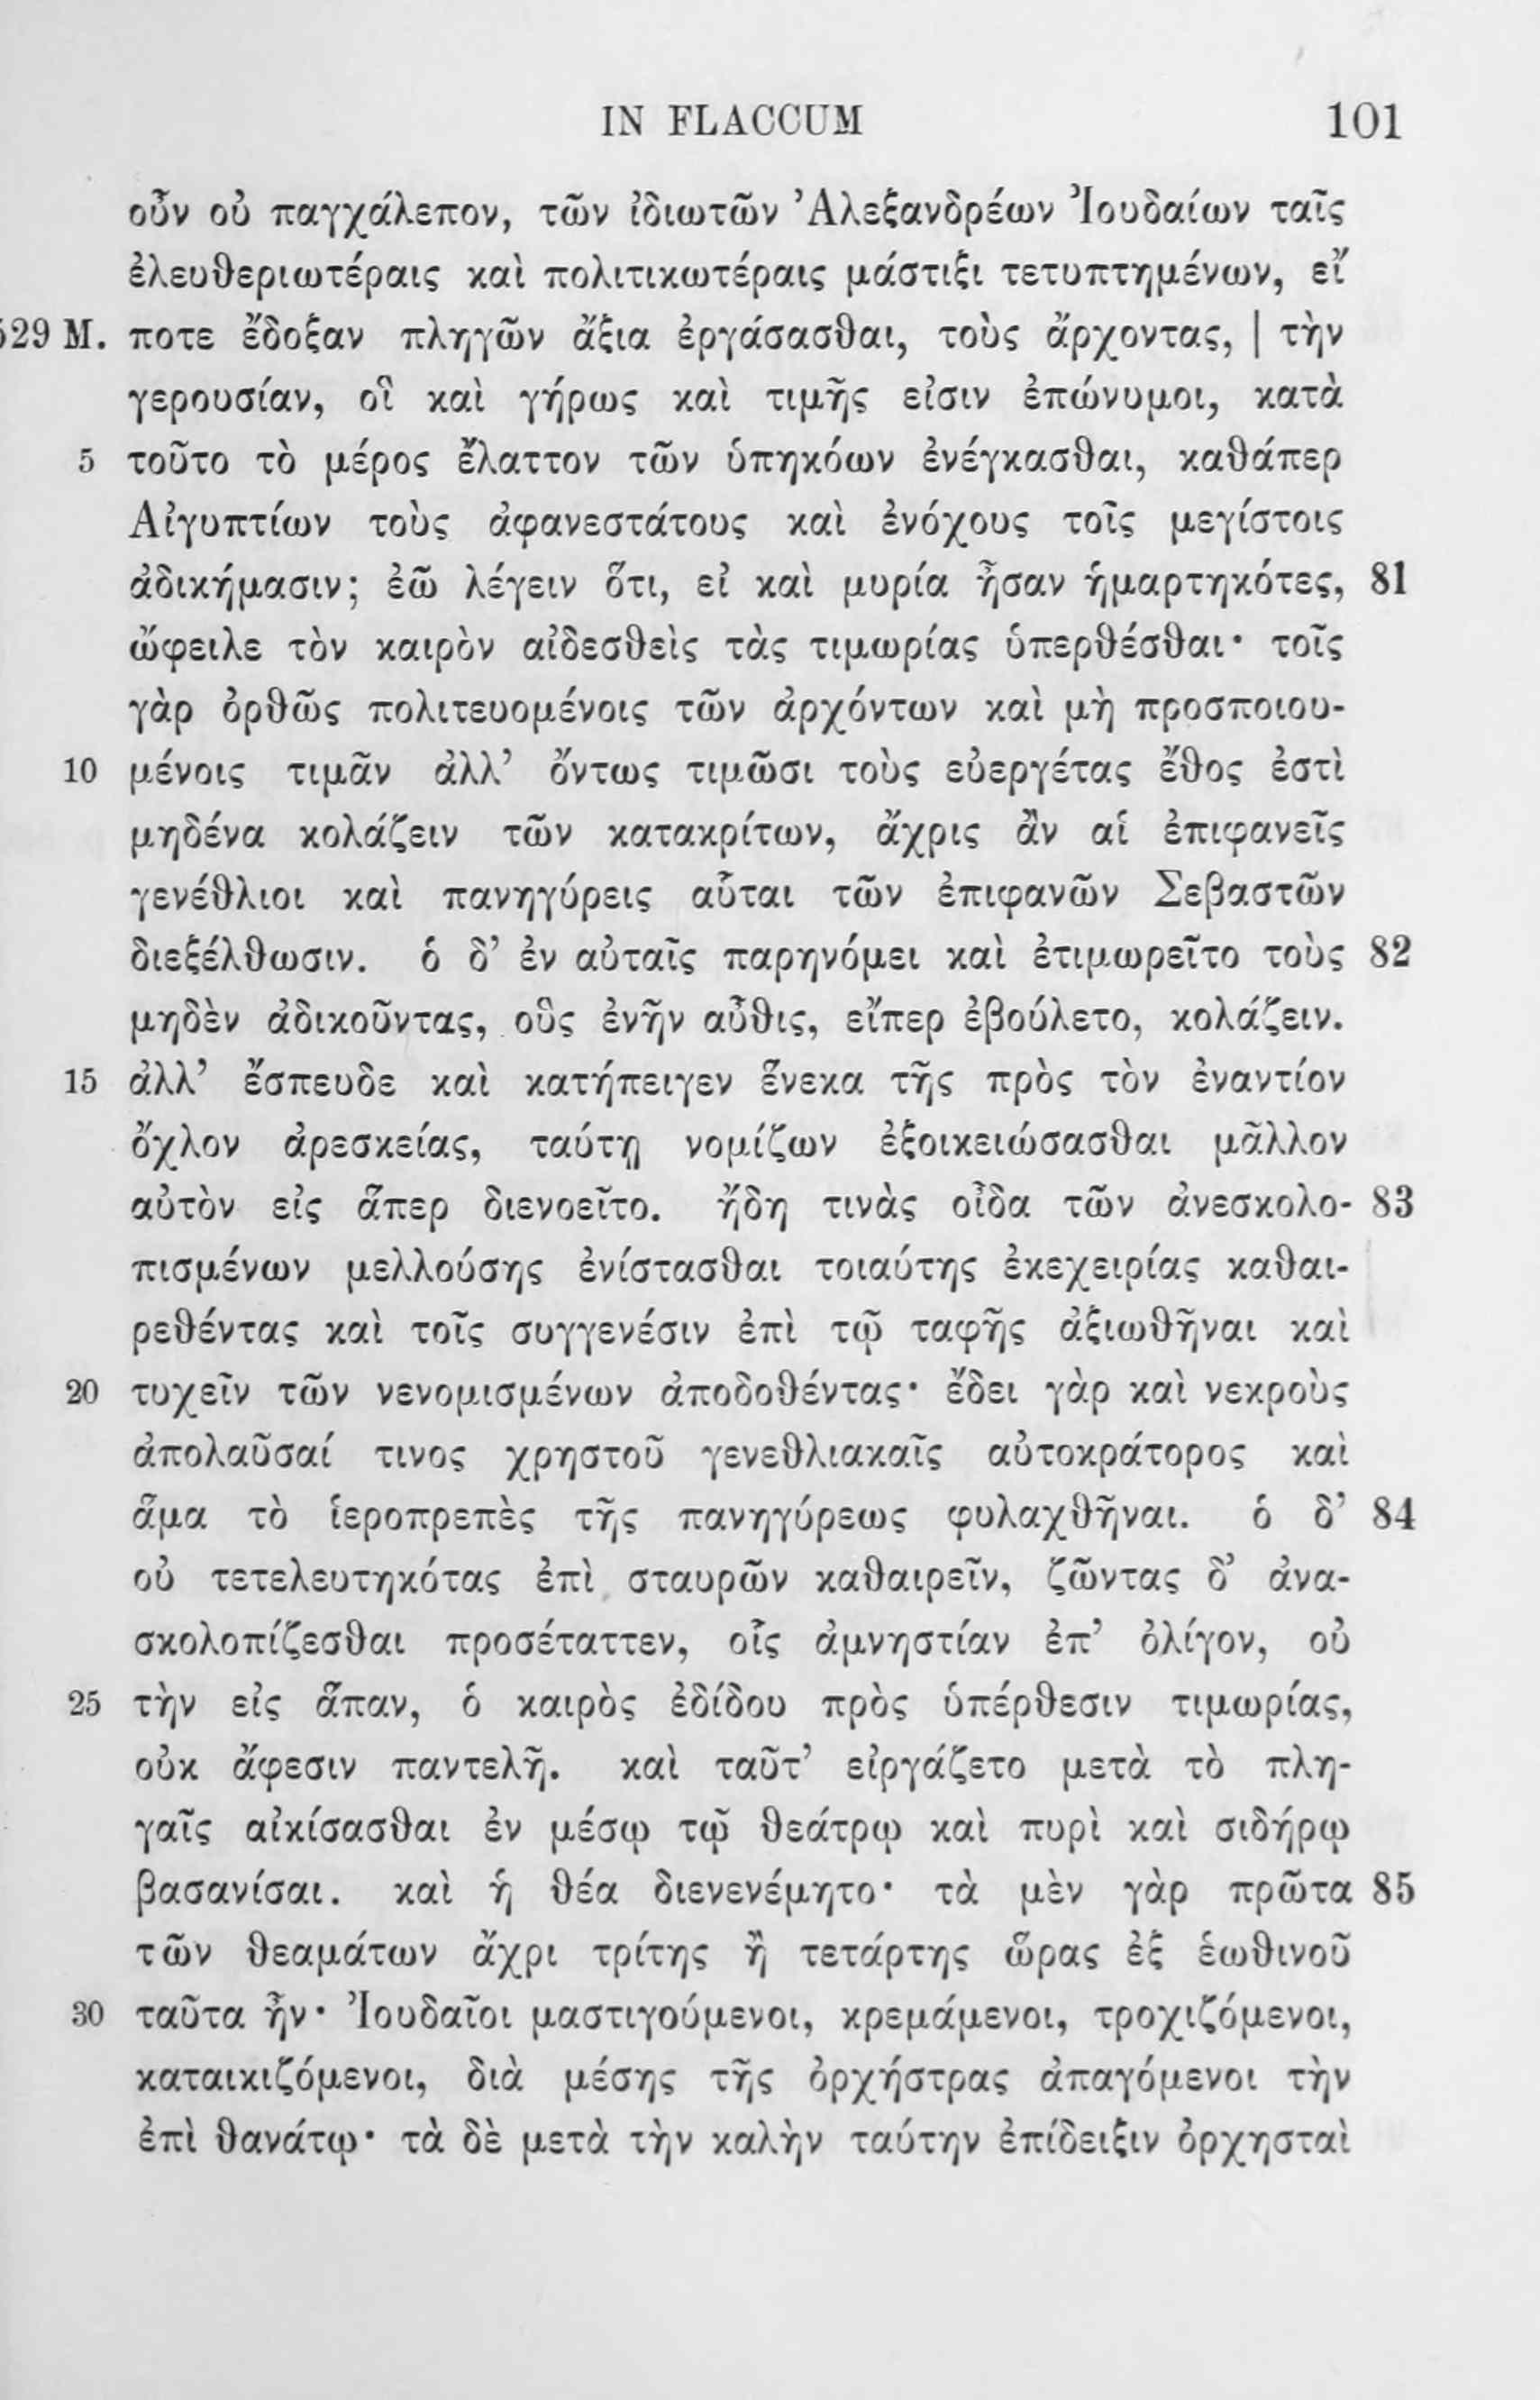 IN FLACCUM 101
οὖν οὐ παγχάλεπον, τῶν ἰδιωτῶν Ἀλεξανδρέων Ἰουδαίων ταῖς
ἐλευθεριωτέραις καὶ πολιτικωτέραις μάστιξι τετυπτημένων, εἴ
529 M. ποτε ἔδοξαν πληγῶν ἄξια ἐργάσασθαι, τοὺς ἄρχοντας, | τὴν
γερουσίαν, οἳ καὶ γήρως καὶ τιμῆς εἰσιν ἐπώνυμοι, κατὰ
5 τοῦτο τὸ μέρος ἔλαττον τῶν ὑπηκόων ἐνέγκασθαι, καθάπερ
Αἰγυπτίων τοὺς ἀφανεστάτους καὶ ἐνόχους τοῖς μεγίστοις
ἀδικήμασιν; ἐῶ λέγειν ὅτι, εἰ καὶ μυρία ἦσαν ἡμαρτηκότες, 81
ὤφειλε τὸν καιρὸν αἰδεσθεὶς τὰς τιμωρίας ὑπερθέσθαι· τοῖς
γὰρ ὀρθῶς πολιτευομένοις τῶν ἀρχόντων καὶ μὴ προσποιου-
10 μένοις τιμᾶν ἀλλ’ ὄντως τιμῶσι τοὺς εὐεργέτας ἔθος ἐστὶ
μηδένα κολάζειν τῶν κατακρίτων, ἄχρις ἂν αἱ ἐπιφανεῖς
γενέθλιοι καὶ πανηγύρεις αὗται τῶν ἐπιφανῶν Σεβαστῶν
διεξέλθωσιν. ὁ δ’ ἐν αὐταῖς παρηνόμει καὶ ἐτιμωρεῖτο τοὺς 82
μηδὲν ἀδικοῦντας, οὓς ἐνῆν αὖθις, εἴπερ ἐβούλετο, κολάζειν.
15 ἀλλ’ ἔσπευδε καὶ κατήπειγεν ἕνεκα τῆς πρὸς τὸν ἐναντίον
ὄχλον ἀρεσκείας, ταύτῃ νομίζων ἐξοικειώσασθαι μᾶλλον
αὐτὸν εἰς ἅπερ διενοεῖτο. ἤδη τινὰς οἶδα τῶν ἀνεσκολο- 83
πισμένων μελλούσης ἐνίστασθαι τοιαύτης ἐκεχειρίας καθαι-
ρεθέντας καὶ τοῖς συγγενέσιν ἐπὶ τῷ ταφῆς ἀξιωθῆναι καὶ
20 τυχεῖν τῶν νενομισμένων ἀποδοθέντας· ἔδει γὰρ καὶ νεκροὺς
ἀπολαῦσαί τινος χρηστοῦ γενεθλιακαῖς αὐτοκράτορος καὶ
ἅμα τὸ ἱεροπρεπὲς τῆς πανηγύρεως φυλαχθῆναι. ὁ δ’ 84
οὐ τετελευτηκότας ἐπὶ σταυρῶν καθαιρεῖν, ζῶντας δ’ ἀνα-
σκολοπίζεσθαι προσέταττεν, οἷς ἀμνηστίαν ἐπ’ ὀλίγον, οὐ
25 τὴν εἰς ἅπαν, ὁ καιρὸς ἐδίδου πρὸς ὑπέρθεσιν τιμωρίας,
οὐκ ἄφεσιν παντελῆ. καὶ ταῦτ’ εἰργάζετο μετὰ τὸ πλη-
γαῖς αἰκίσασθαι ἐν μέσῳ τῷ θεάτρῳ καὶ πυρὶ καὶ σιδήρῳ
βασανίσαι. καὶ ἡ θέα διενενέμητο· τὰ μὲν γὰρ πρῶτα 85
τῶν θεαμάτων ἄχρι τρίτης ἢ τετάρτης ὥρας ἐξ ἑωθινοῦ
30 ταῦτα ἦν· Ἰουδαῖοι μαστιγούμενοι, κρεμάμενοι, τροχιζόμενοι,
καταικιζόμενοι, διὰ μέσης τῆς ὀρχήστρας ἀπαγόμενοι τὴν
ἐπὶ θανάτῳ· τὰ δὲ μετὰ τὴν καλὴν ταύτην ἐπίδειξιν ὀρχησταὶ